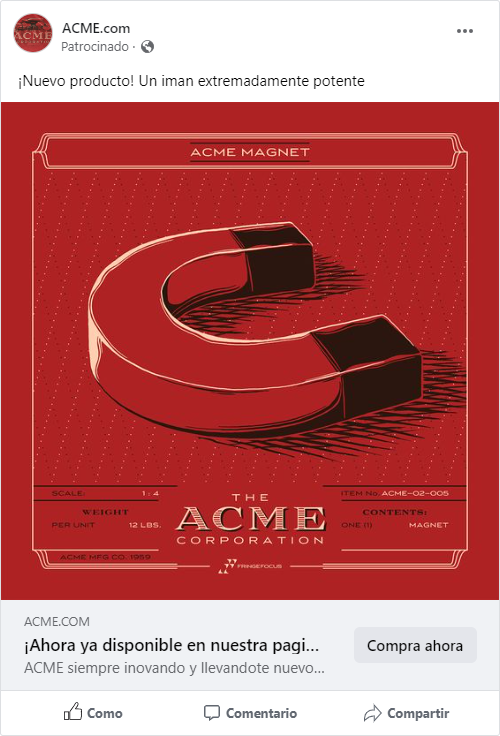 ACME.com
Patrocinado ·
¡Nuevo producto! Un iman extremadamente potente
ACME MAGNET
SCALE: 1 : 4
WEIGHT
PER UNIT 12 LBS.
ACME MFG CO. 1959
THE
ACME
CORPORATION
FRINGEFOCUS
ITEM No. ACME-02-005
CONTENTS:
ONE (1) MAGNET
ACME.COM
¡Ahora ya disponible en nuestra pagi...
ACME siempre inovando y llevandote nuevo...
Compra ahora
Como
Comentario
Compartir